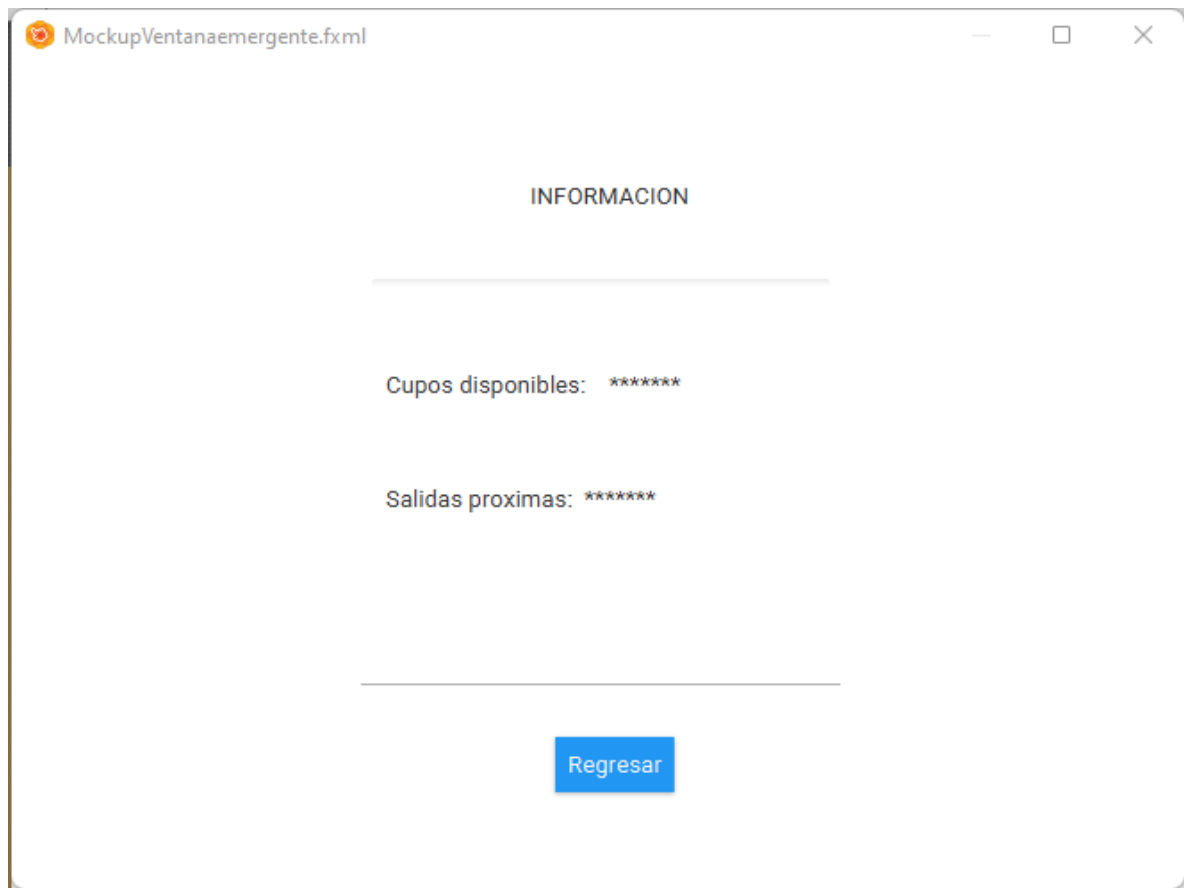 MockupVentanaemergente.fxml
INFORMACION
Cupos disponibles: *******
Salidas proximas: *******
Regresar